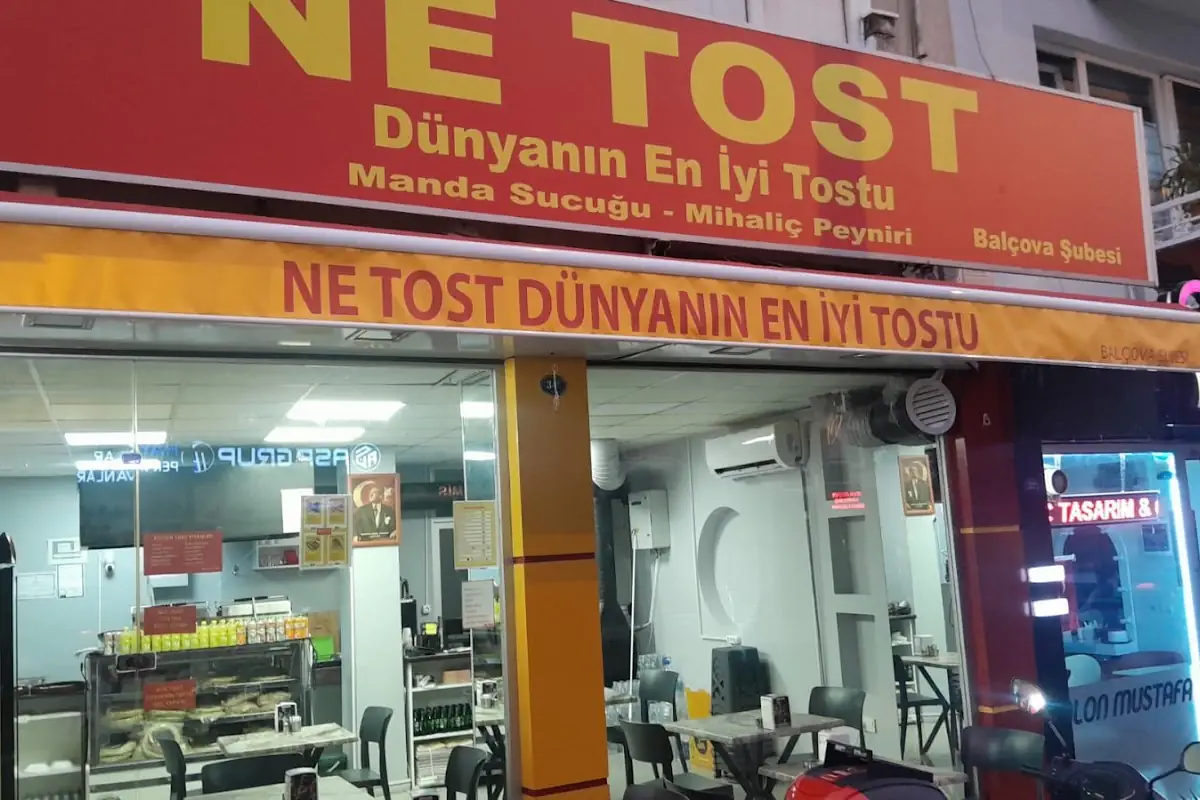 NE TOST
Dünyanın En İyi Tostu
Manda Sucuğu - Mihaliç Peyniri
Balçova Şubesi
NE TOST DÜNYANIN EN İYİ TOSTU
BALÇOVA ŞUBESİ
34
ASP GRUP
TASARIM &
LON MUSTAFA